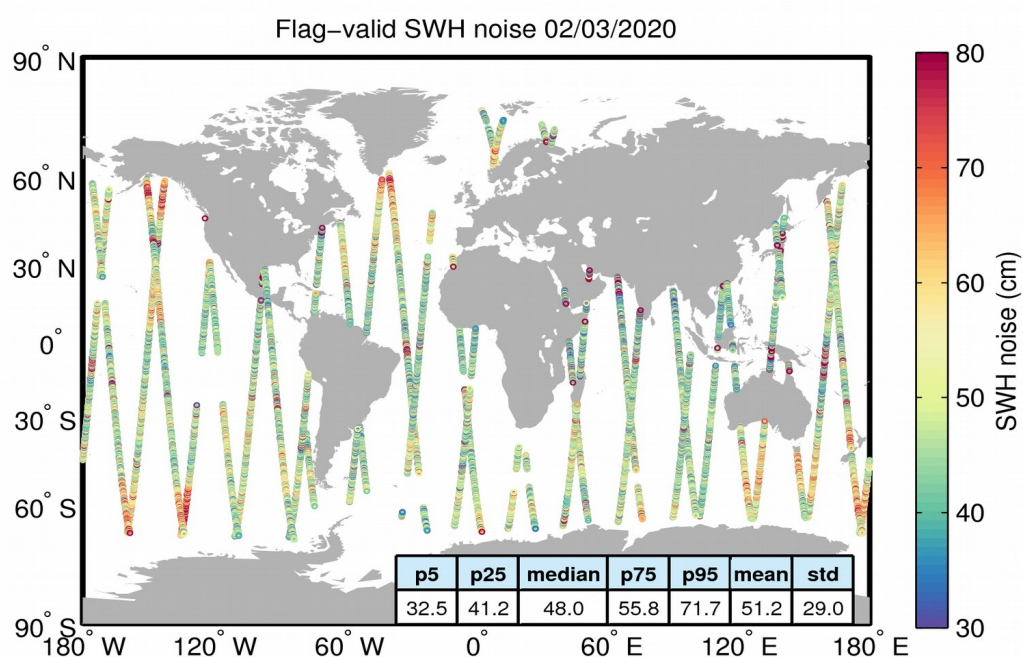 Flag−valid SWH noise 02/03/2020
90° N
60° N
30° N
0°
30° S
60° S
90° S
180° W
120° W
60° W
0°
60° E
120° E
180° E
80
70
60
50
40
30
SWH noise (cm)
p5 p25 median p75 p95 mean std
32.5 41.2 48.0 55.8 71.7 51.2 29.0